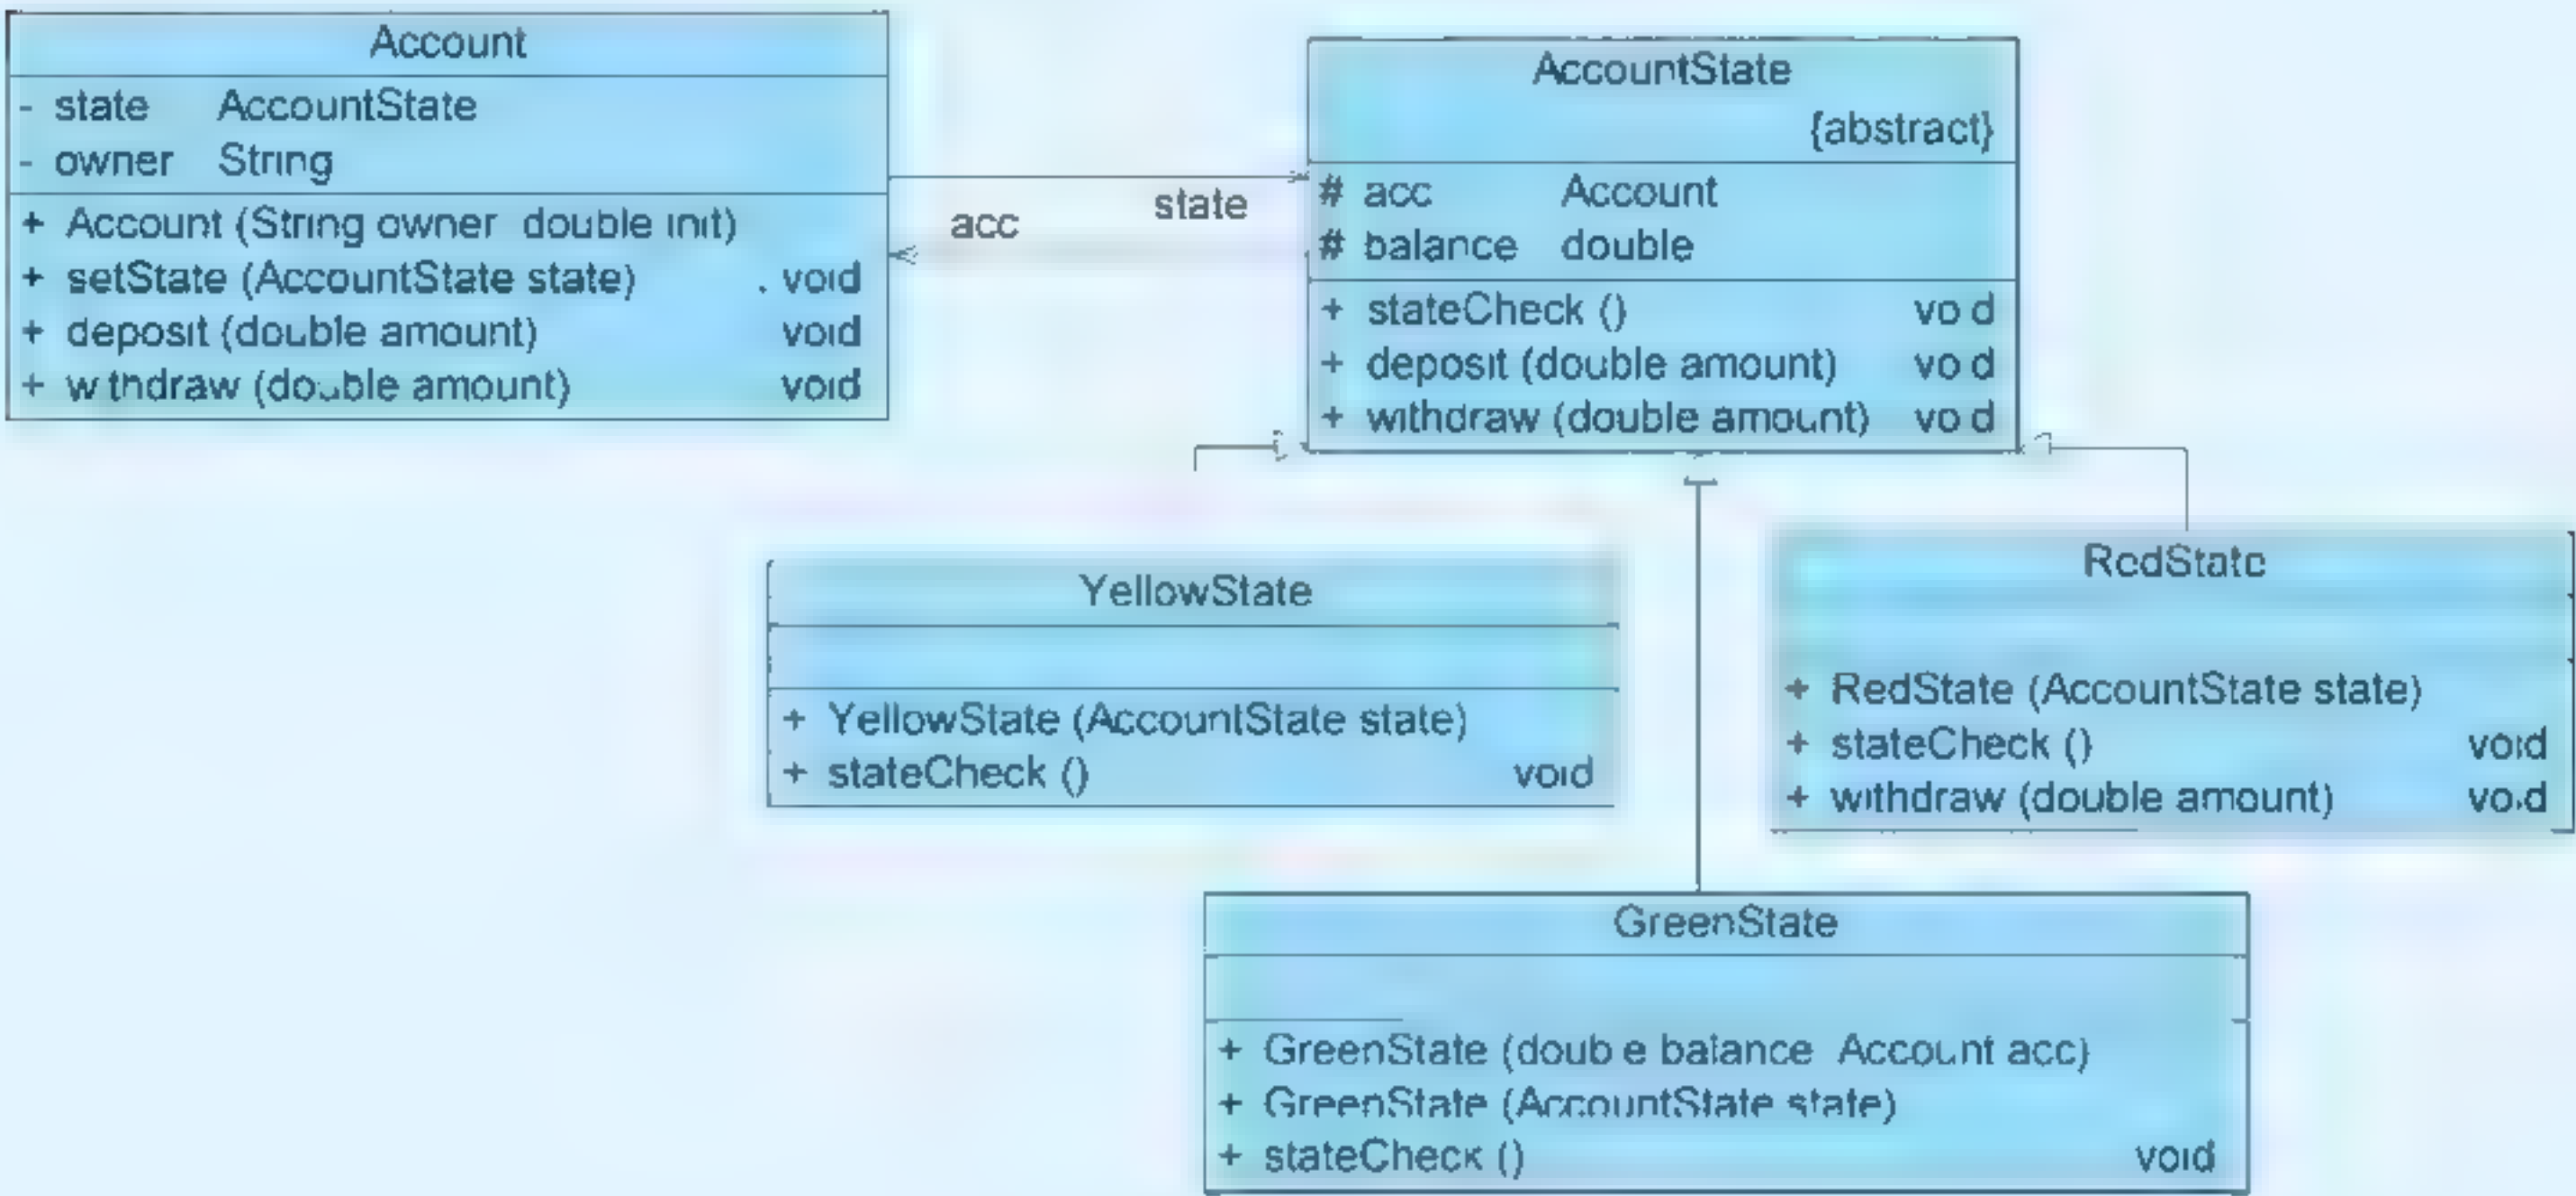 Account
- state AccountState
- owner String
+ Account (String owner double init)
+ setState (AccountState state) . void
+ deposit (double amount) void
+ withdraw (double amount) void
acc
state
AccountState
{abstract}
# acc Account
# balance double
+ stateCheck () void
+ deposit (double amount) void
+ withdraw (double amount) void
YellowState
+ YellowState (AccountState state)
+ stateCheck () void
RedState
+ RedState (AccountState state)
+ stateCheck () void
+ withdraw (double amount) void
GreenState
+ GreenState (double balance Account acc)
+ GreenState (AccountState state)
+ stateCheck () void